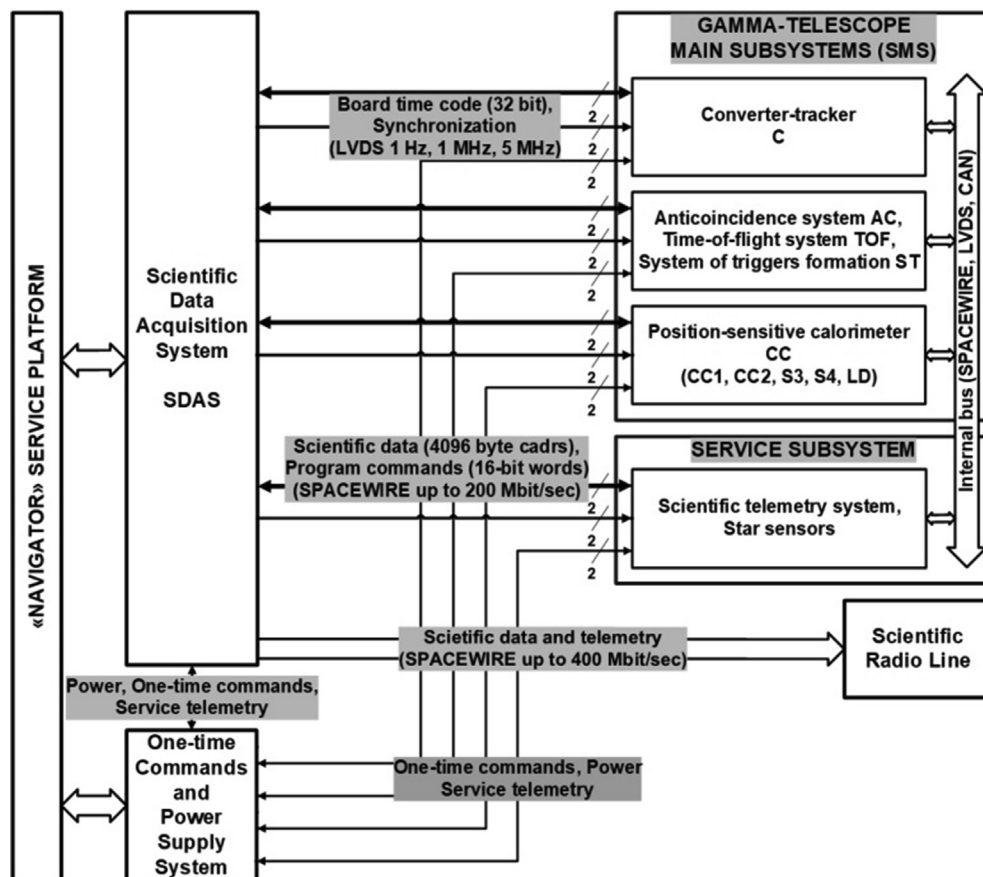 «NAVIGATOR» SERVICE PLATFORM
Scientific
Data
Acquisition
System
SDAS
GAMMA-TELESCOPE
MAIN SUBSYSTEMS (SMS)
Board time code (32 bit),
Synchronization
(LVDS 1 Hz, 1 MHz, 5 MHz)
2
2
2
Converter-tracker
C
2
2
2
Anticoincidence system AC,
Time-of-flight system TOF,
System of triggers formation ST
2
2
2
Position-sensitive calorimeter
CC
(CC1, CC2, S3, S4, LD)
Internal bus (SPACEWIRE, LVDS, CAN)
Scientific data (4096 byte cadrs),
Program commands (16-bit words)
(SPACEWIRE up to 200 Mbit/sec)
SERVICE SUBSYSTEM
2
2
2
Scientific telemetry system,
Star sensors
Scietific data and telemetry
(SPACEWIRE up to 400 Mbit/sec)
Scientific
Radio Line
Power, One-time commands,
Service telemetry
One-time
Commands
and
Power
Supply
System
One-time commands, Power
Service telemetry